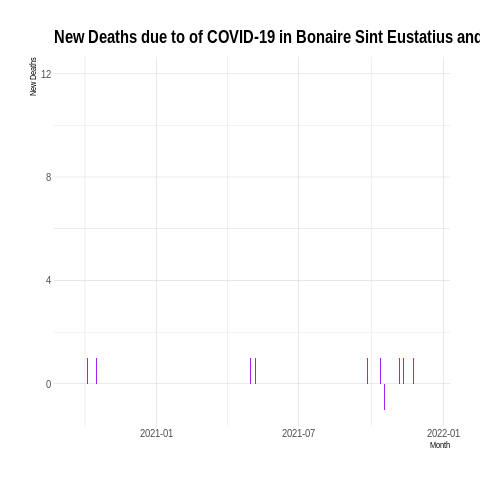 New Deaths due to of COVID-19 in Bonaire Sint Eustatius and
New Deaths
12
8
4
0
2021-01
2021-07
2022-01
Month